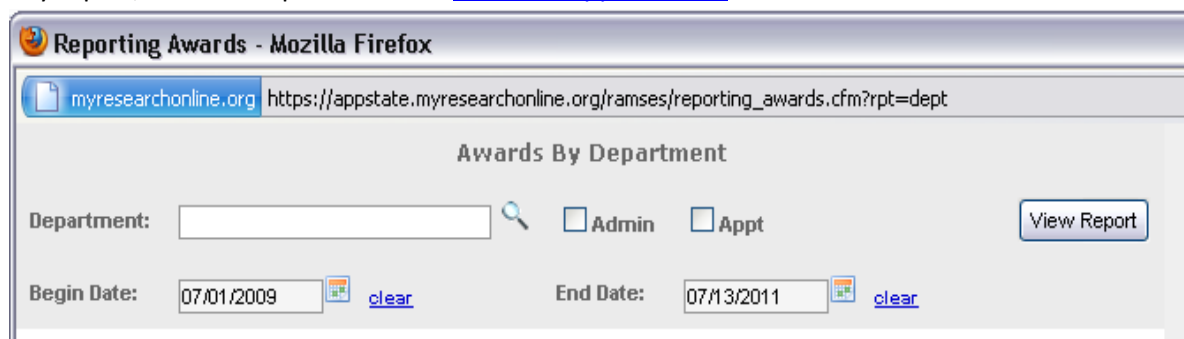 Reporting Awards - Mozilla Firefox
myresearchonline.org https://appstate.myresearchonline.org/ramses/reporting_awards.cfm?rpt=dept
Awards By Department
Department: Admin Appt View Report
Begin Date: 07/01/2009 clear End Date: 07/13/2011 clear